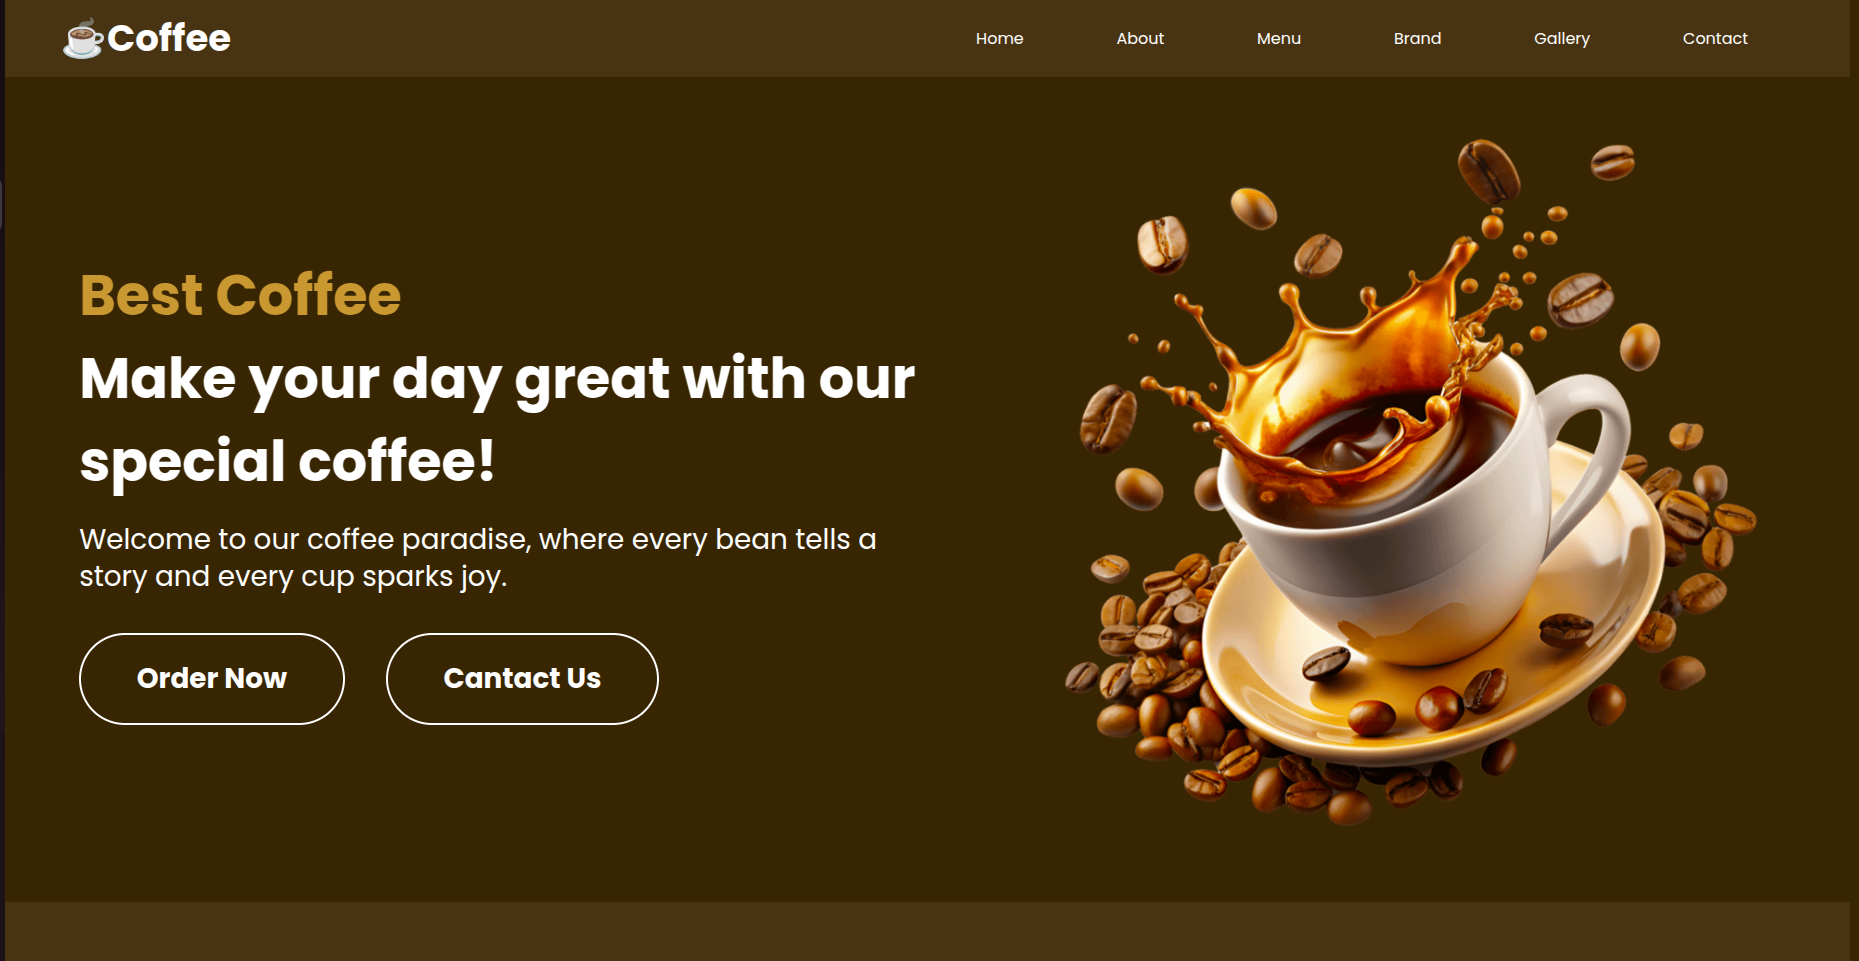 Coffee
Home About Menu Brand Gallery Contact
Best Coffee
Make your day great with our
special coffee!
Welcome to our coffee paradise, where every bean tells a
story and every cup sparks joy.
Order Now
Cantact Us